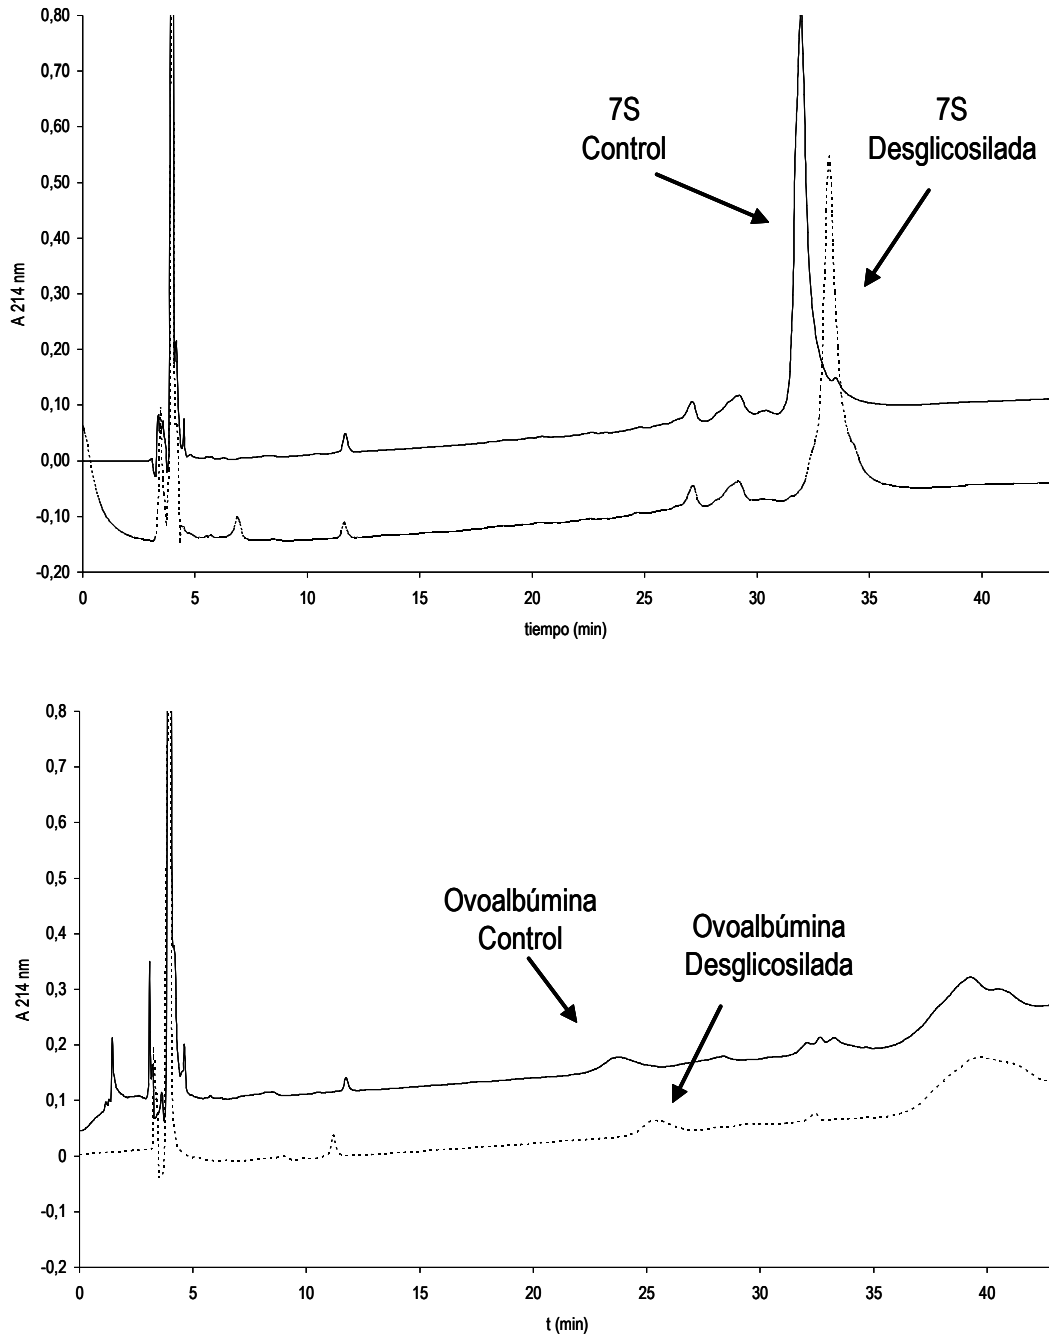 0,80
0,70
0,60
0,50
0,40
0,30
0,20
0,10
0,00
-0,10
-0,20
A 214 nm
7S
Control
7S
Desglicosilada
0 5 10 15 20 25 30 35 40
tiempo (min)
0,8
0,7
0,6
0,5
0,4
0,3
0,2
0,1
0
-0,1
-0,2
A 214 nm
Ovoalbúmina
Control
Ovoalbúmina
Desglicosilada
0 5 10 15 20 25 30 35 40
t (min)